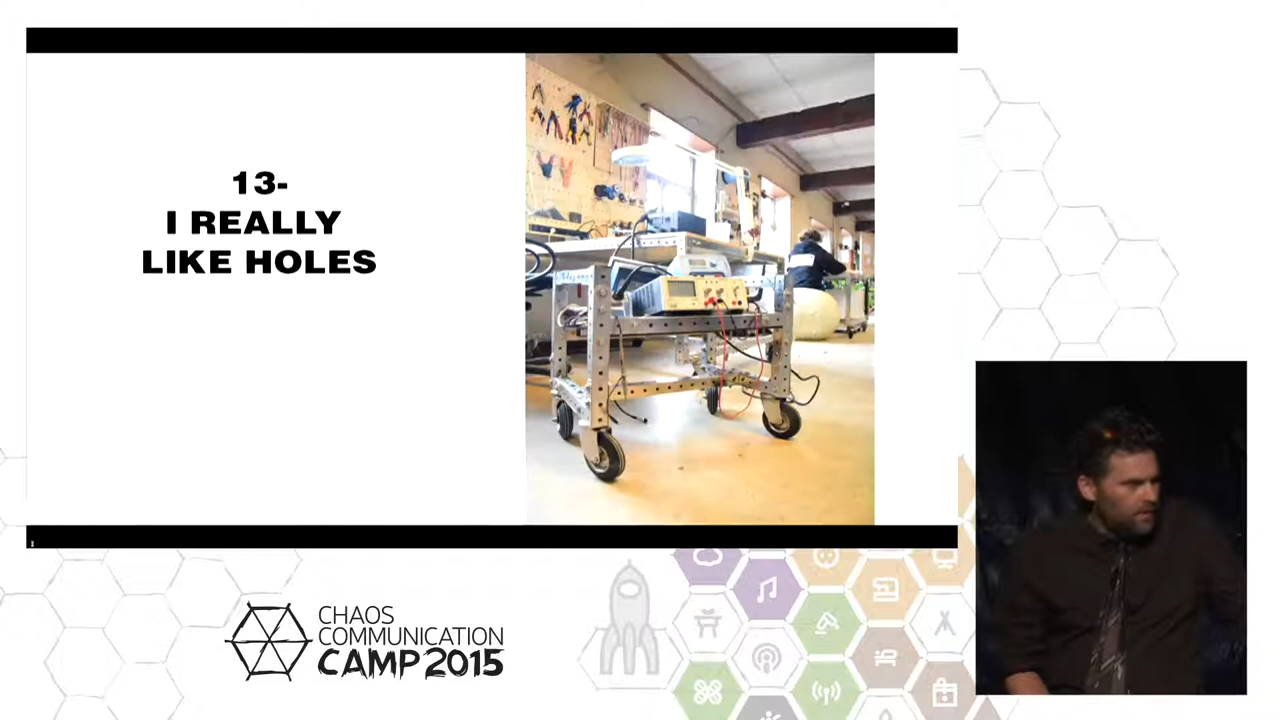 13-
I REALLY
LIKE HOLES
CHAOS
COMMUNICATION
CAMP 2015